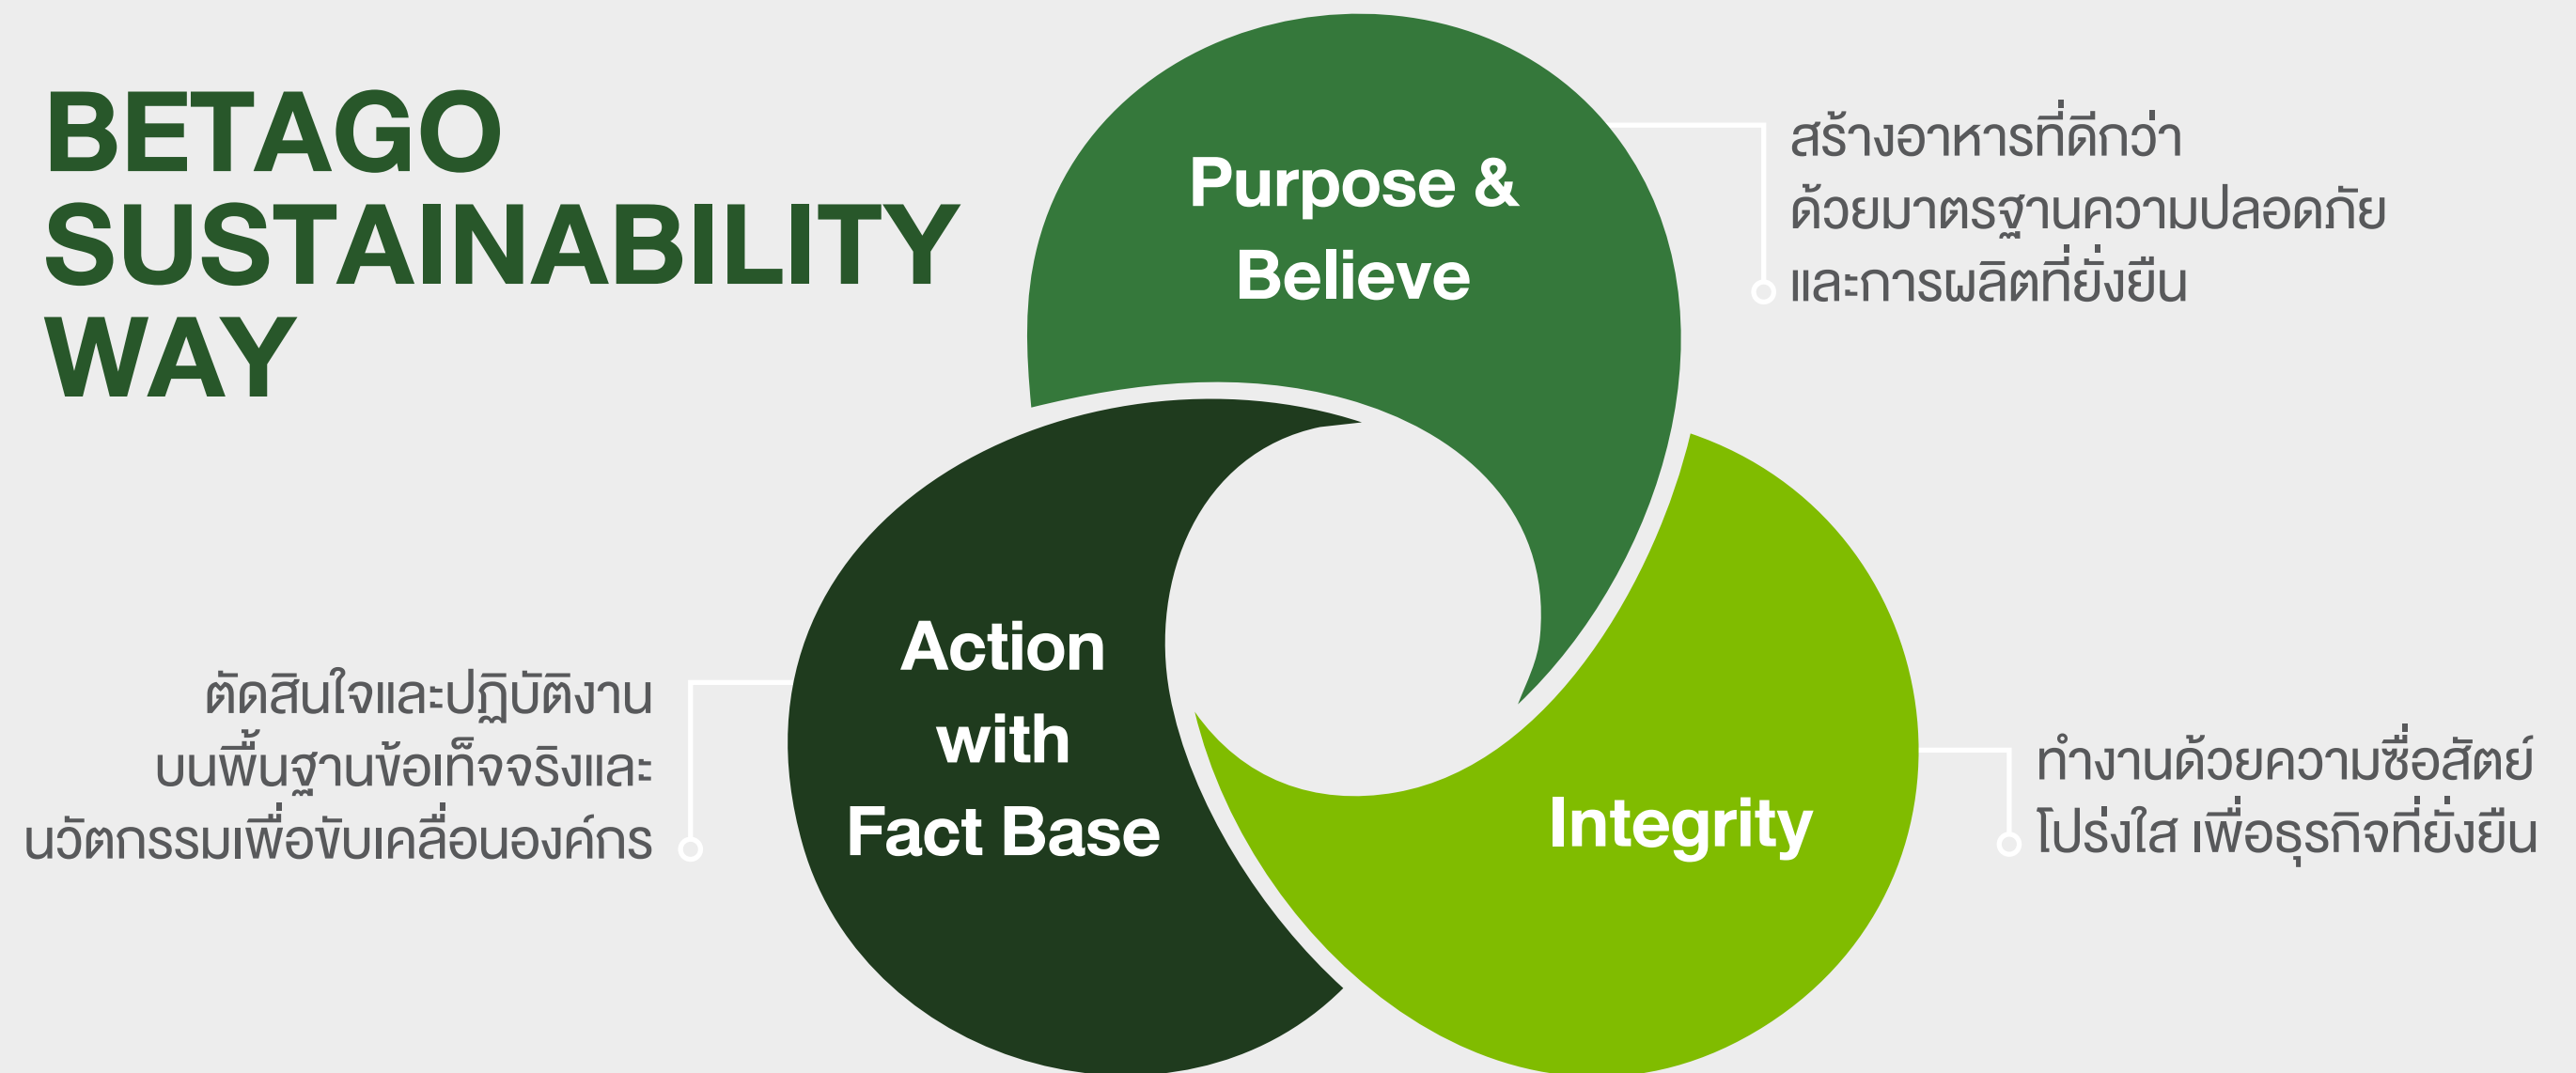 BETAGO
SUSTAINABILITY
WAY
Purpose &
Believe
สร้างอาหารที่ดีกว่า
ด้วยมาตรฐานความปลอดภัย
และการผลิตที่ยั่งยืน
Action
with
Fact Base
ตัดสินใจและปฏิบัติงาน
บนพื้นฐานข้อเท็จจริงและ
นวัตกรรมเพื่อขับเคลื่อนองค์กร
Integrity
ทำงานด้วยความซื่อสัตย์
โปร่งใส เพื่อธุรกิจที่ยั่งยืน